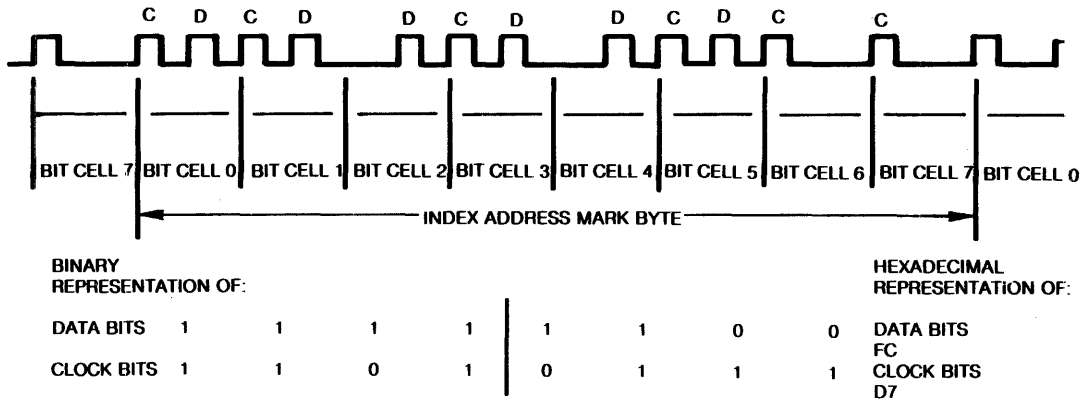 C D C D D C D D C D C C
BIT CELL 7 BIT CELL 0 BIT CELL 1 BIT CELL 2 BIT CELL 3 BIT CELL 4 BIT CELL 5 BIT CELL 6 BIT CELL 7 BIT CELL 0
INDEX ADDRESS MARK BYTE
BINARY
REPRESENTATION OF:
HEXADECIMAL
REPRESENTATION OF:
DATA BITS 1 1 1 1 1 1 0 0 DATA BITS
FC
CLOCK BITS 1 1 0 1 0 1 1 1 CLOCK BITS
D7